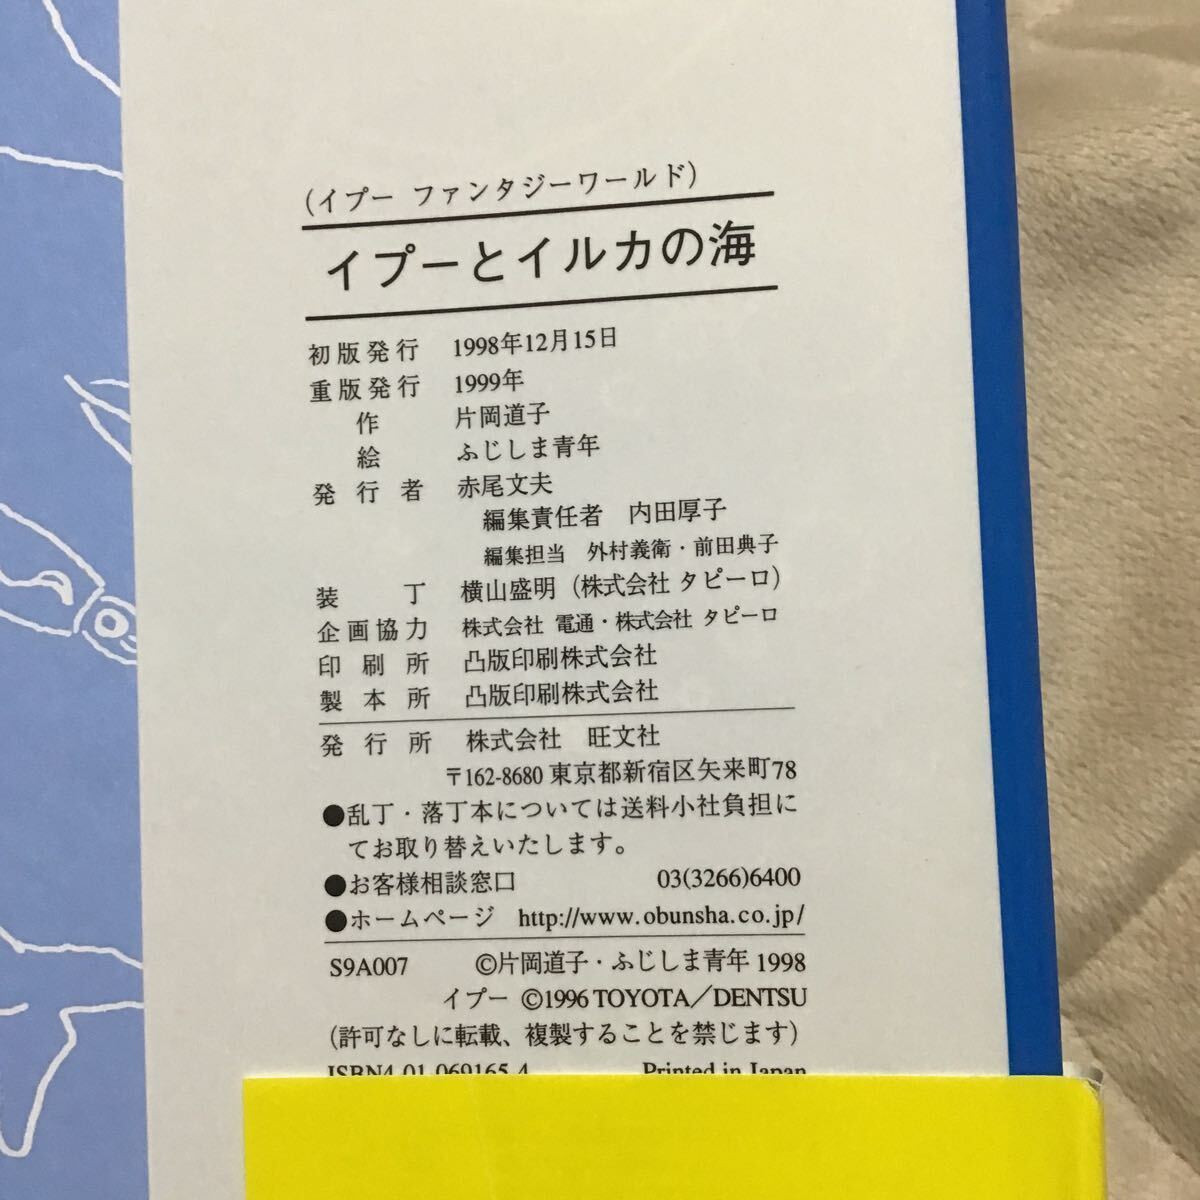 （イプー ファンタジーワールド）
イプーとイルカの海
初版発行 1998年12月15日
重版発行 1999年
作 片岡道子
絵 ふじしま青年
発行者 赤尾文夫
編集責任者 内田厚子
編集担当 外村義衛・前田典子
装丁 横山盛明（株式会社 タピーロ）
企画協力 株式会社 電通・株式会社 タピーロ
印刷所 凸版印刷株式会社
製本所 凸版印刷株式会社
発行所 株式会社 旺文社
〒162-8680 東京都新宿区矢来町78
●乱丁・落丁本については送料小社負担に
てお取り替えいたします。
●お客様相談窓口 03(3266)6400
●ホームページ http://www.obunsha.co.jp/
S9A007 ©片岡道子・ふじしま青年 1998
イプー ©1996 TOYOTA／DENTSU
（許可なしに転載、複製することを禁じます）
ISBN4-01-069165-4 Printed in Japan